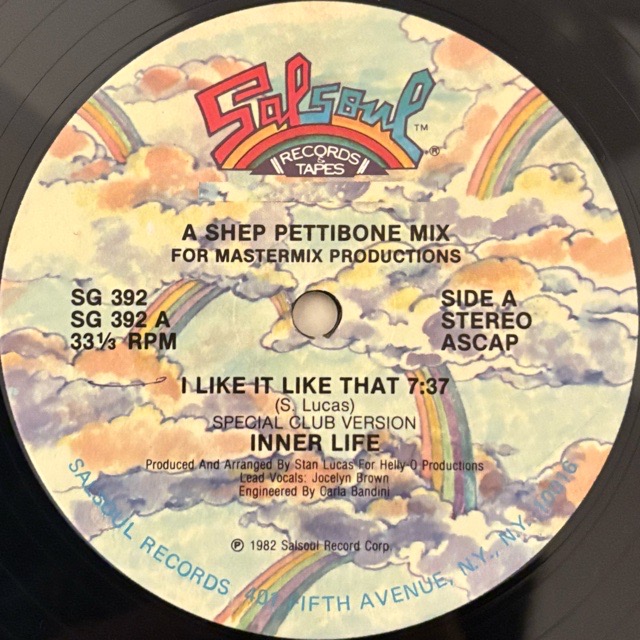 Salsoul ™
RECORDS
&
TAPES
®
A SHEP PETTIBONE MIX
FOR MASTERMIX PRODUCTIONS
SG 392
SG 392 A
33⅓ RPM
SIDE A
STEREO
ASCAP
I LIKE IT LIKE THAT 7:37
(S. Lucas)
SPECIAL CLUB VERSION
INNER LIFE
Produced And Arranged By Stan Lucas For Helly-O Productions
Lead Vocals: Jocelyn Brown
Engineered By Carla Bandini
℗ 1982 Salsoul Record Corp.
SALSOUL RECORDS, 401 FIFTH AVENUE, N.Y., N.Y. 10016